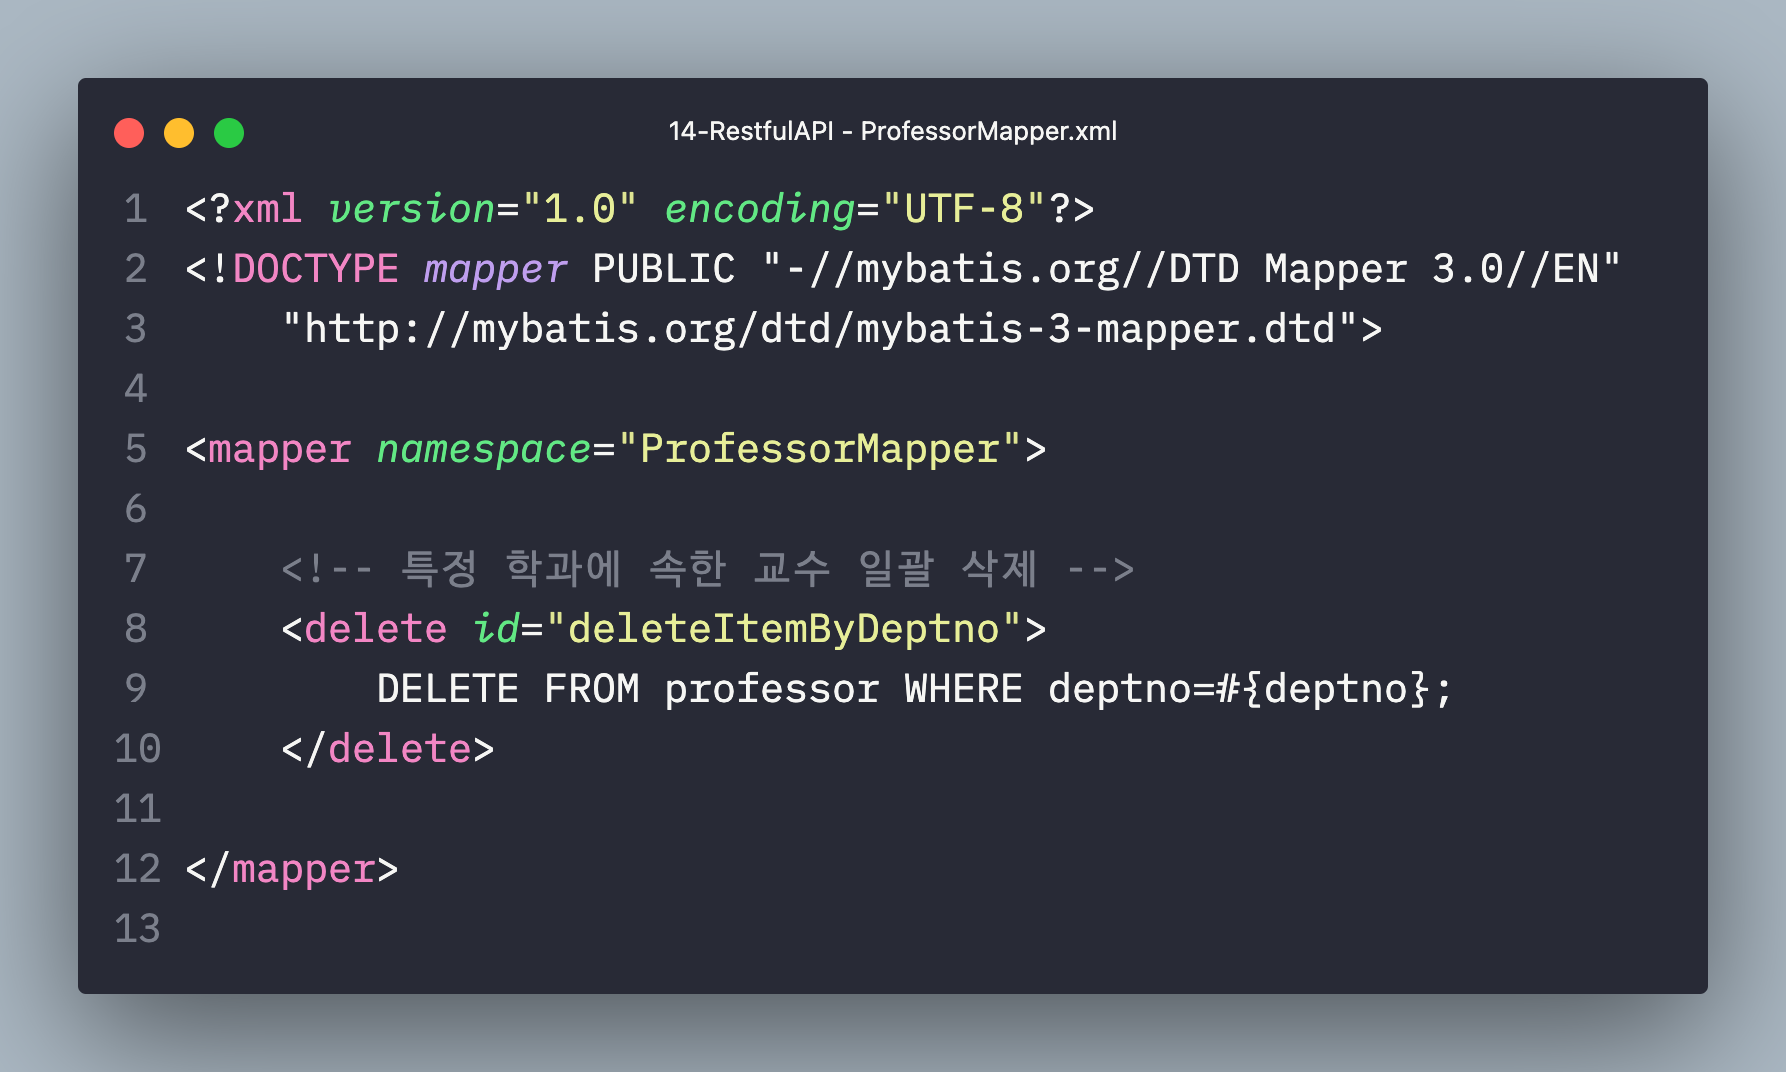 14-RestfulAPI - ProfessorMapper.xml
1 <?xml version="1.0" encoding="UTF-8"?>
2 <!DOCTYPE mapper PUBLIC "-//mybatis.org//DTD Mapper 3.0//EN"
3     "http://mybatis.org/dtd/mybatis-3-mapper.dtd">
4
5 <mapper namespace="ProfessorMapper">
6
7     <!-- 특정 학과에 속한 교수 일괄 삭제 -->
8     <delete id="deleteItemByDeptno">
9         DELETE FROM professor WHERE deptno=#{deptno};
10     </delete>
11
12 </mapper>
13